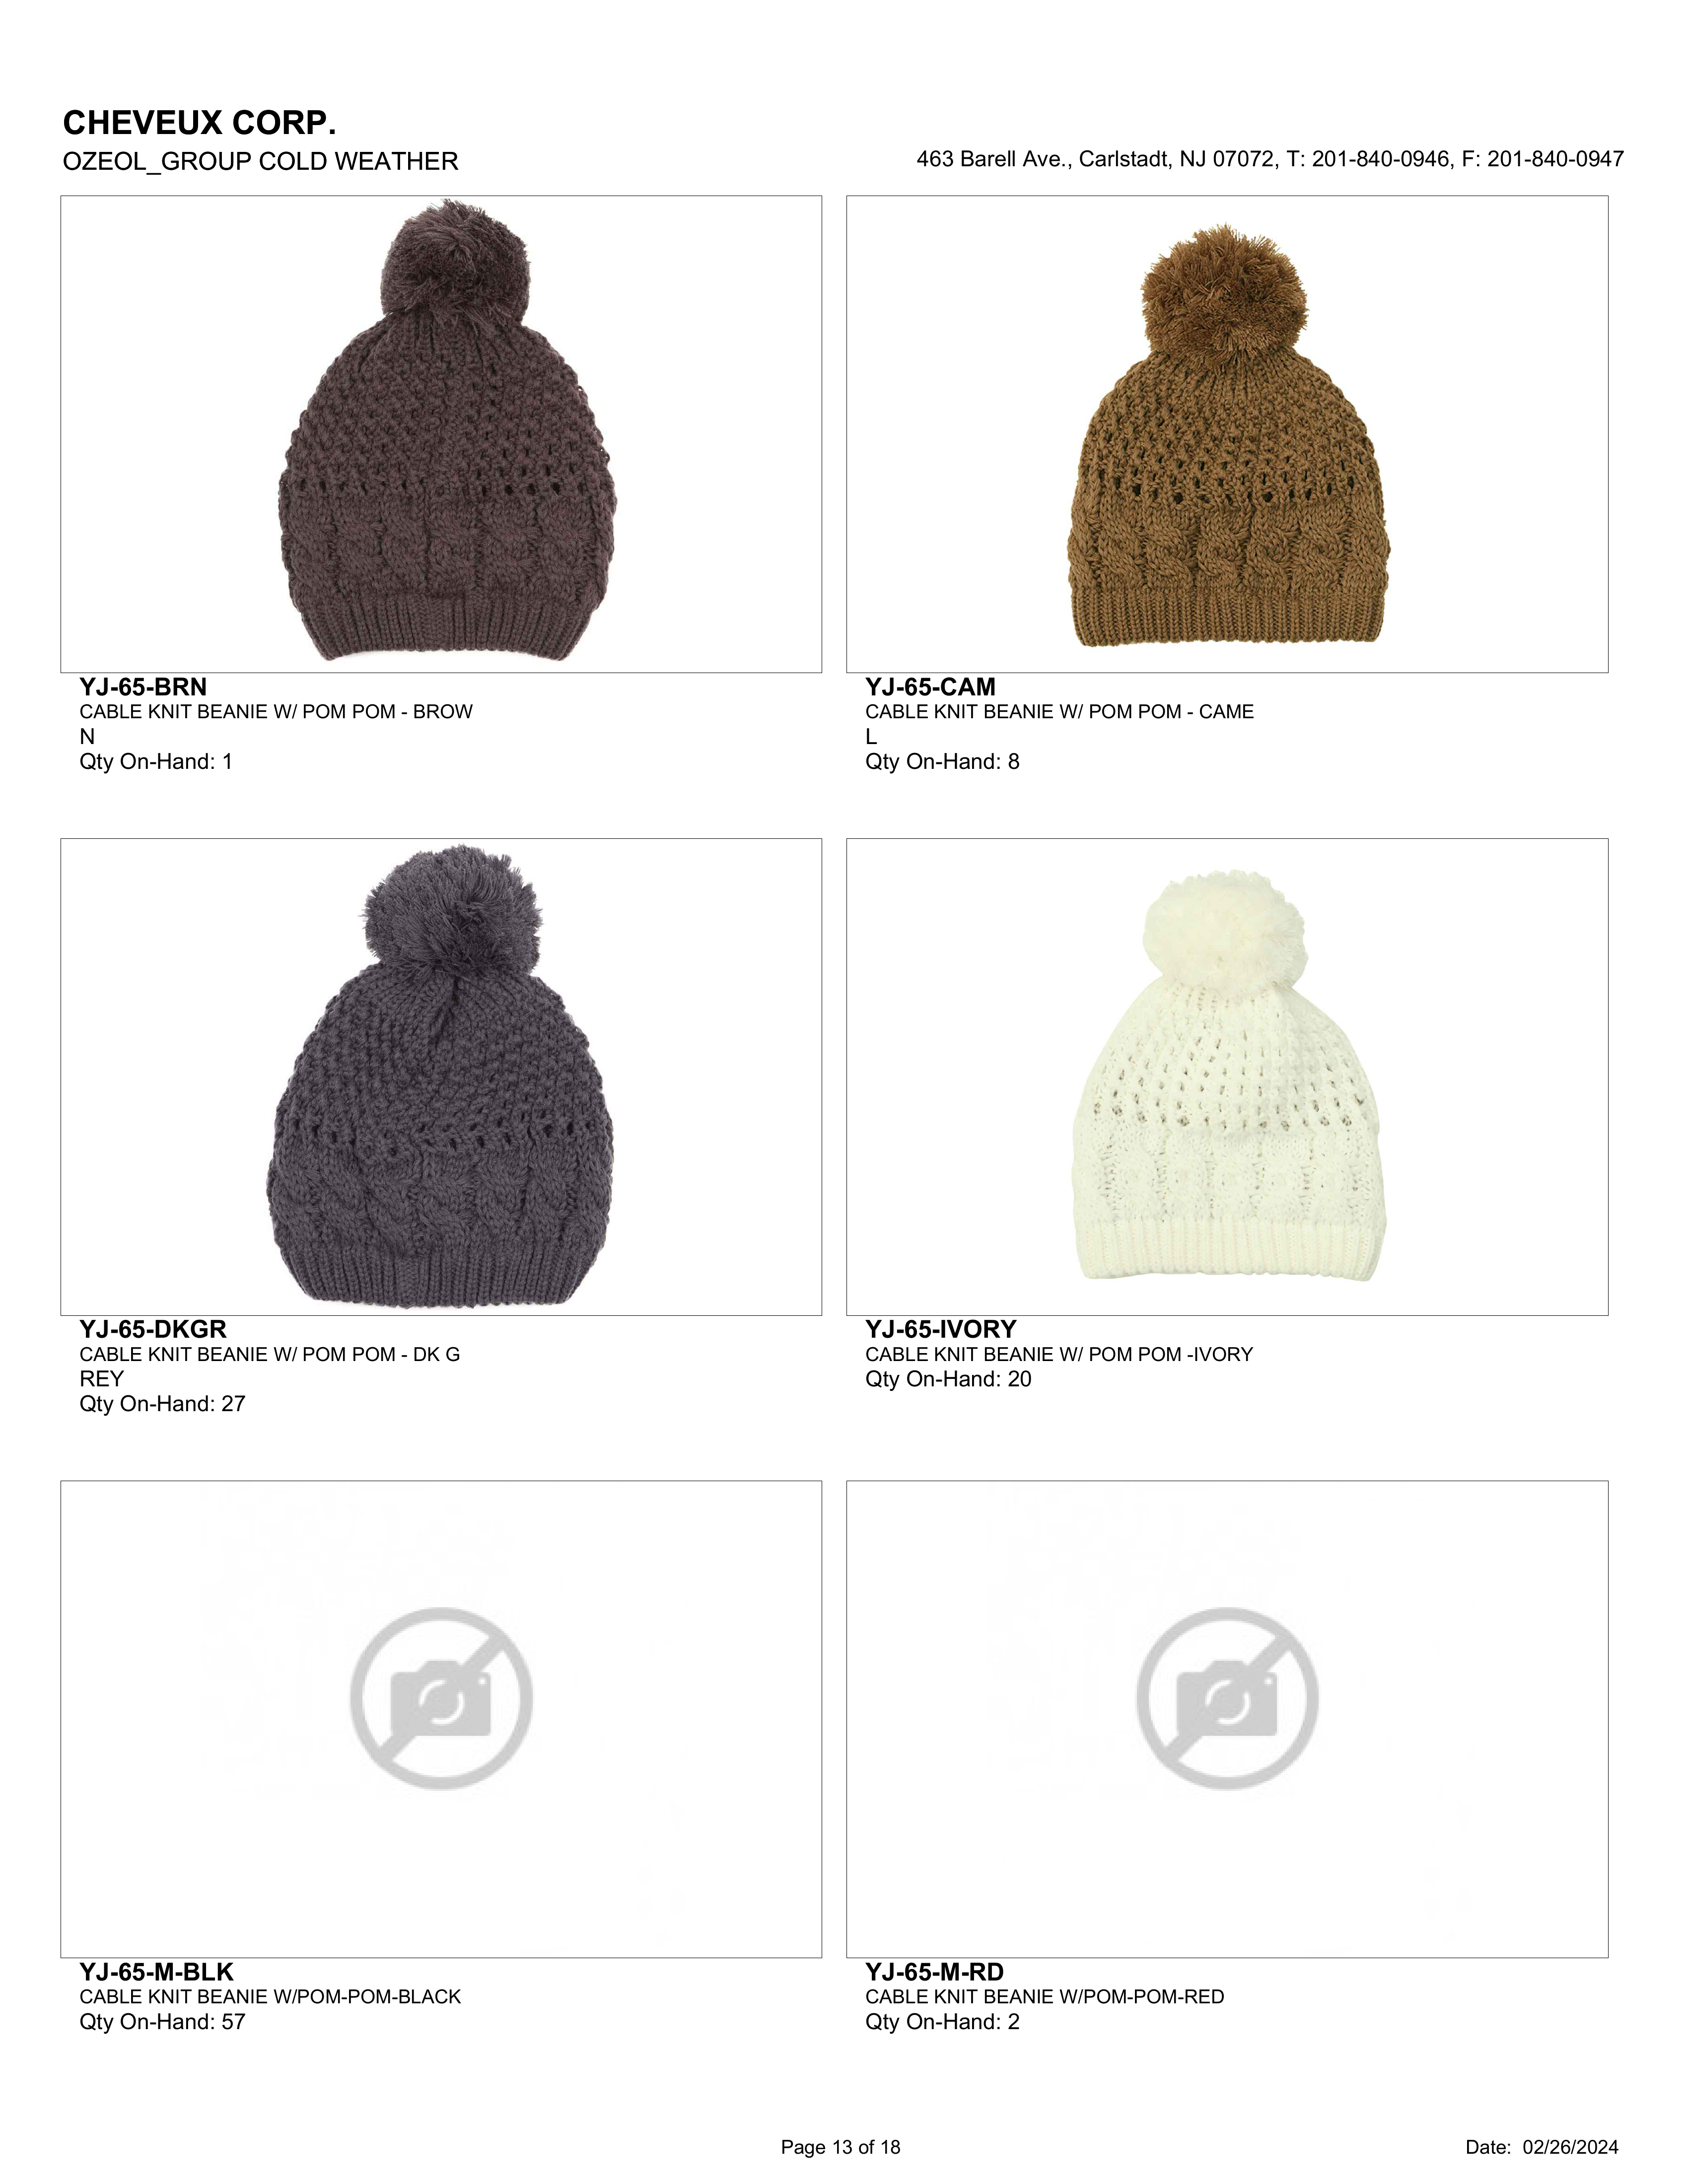 CHEVEUX CORP.
OZEOL_GROUP COLD WEATHER
463 Barell Ave., Carlstadt, NJ 07072, T: 201-840-0946, F: 201-840-0947
YJ-65-BRN
CABLE KNIT BEANIE W/ POM POM - BROW
N
Qty On-Hand: 1
YJ-65-CAM
CABLE KNIT BEANIE W/ POM POM - CAME
L
Qty On-Hand: 8
YJ-65-DKGR
CABLE KNIT BEANIE W/ POM POM - DK G
REY
Qty On-Hand: 27
YJ-65-IVORY
CABLE KNIT BEANIE W/ POM POM -IVORY
Qty On-Hand: 20
YJ-65-M-BLK
CABLE KNIT BEANIE W/POM-POM-BLACK
Qty On-Hand: 57
YJ-65-M-RD
CABLE KNIT BEANIE W/POM-POM-RED
Qty On-Hand: 2
Page 13 of 18
Date: 02/26/2024